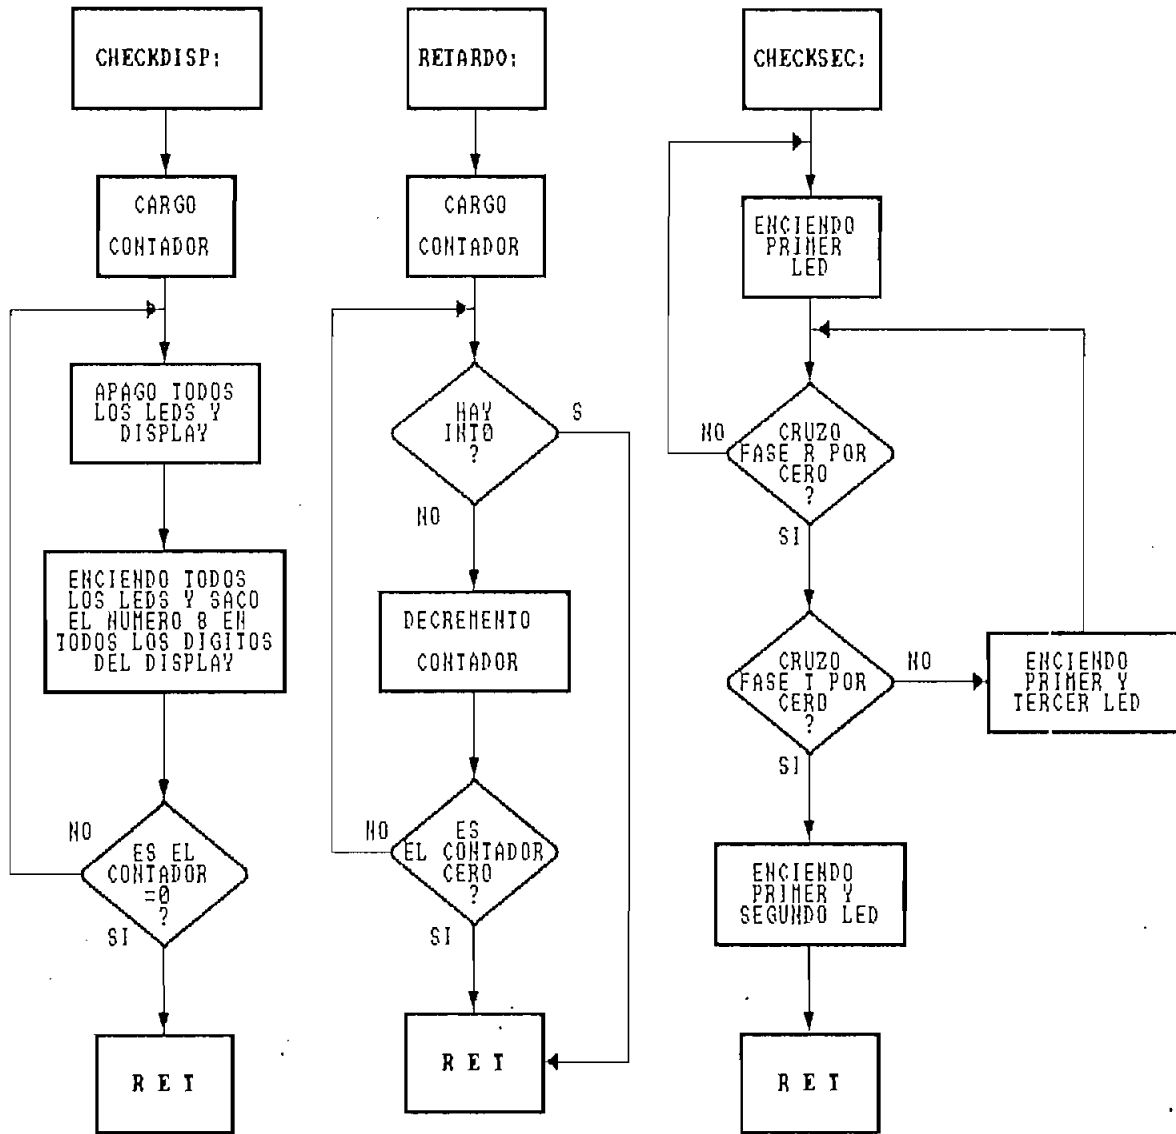 CHECKDISP:
CARGO
CONTADOR
APAGO TODOS
LOS LEDS Y
DISPLAY
ENCIENDO TODOS
LOS LEDS Y SACO
EL NUMERO 8 EN
TODOS LOS DIGITOS
DEL DISPLAY
NO
ES EL
CONTADOR
=0
?
SI
R E T
RETARDO:
CARGO
CONTADOR
HAY
INT0
?
S
NO
DECREMENTO
CONTADOR
NO
ES
EL CONTADOR
CERO
?
SI
R E T
CHECKSEC:
ENCIENDO
PRIMER
LED
NO
CRUZO
FASE R POR
CERO
?
SI
CRUZO
FASE T POR
CERO
?
NO
ENCIENDO
PRIMER Y
TERCER LED
SI
ENCIENDO
PRIMER Y
SEGUNDO LED
R E T